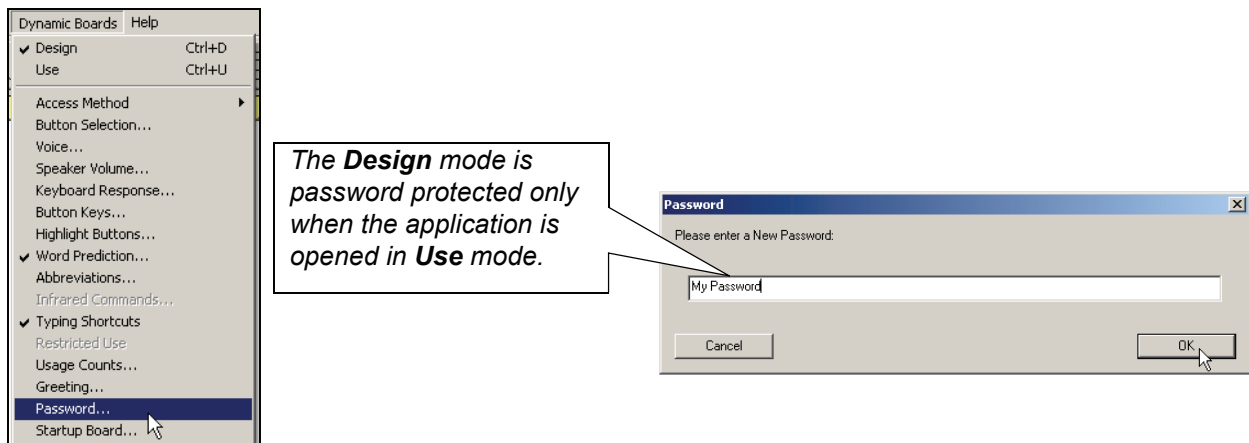 Dynamic Boards Help
Design Ctrl+D
Use Ctrl+U
Access Method
Button Selection...
Voice...
Speaker Volume...
Keyboard Response...
Button Keys...
Highlight Buttons...
Word Prediction...
Abbreviations...
Infrared Commands...
Typing Shortcuts
Restricted Use
Usage Counts...
Greeting...
Password...
Startup Board...
The Design mode is
password protected only
when the application is
opened in Use mode.
Password
Please enter a New Password:
My Password
Cancel OK